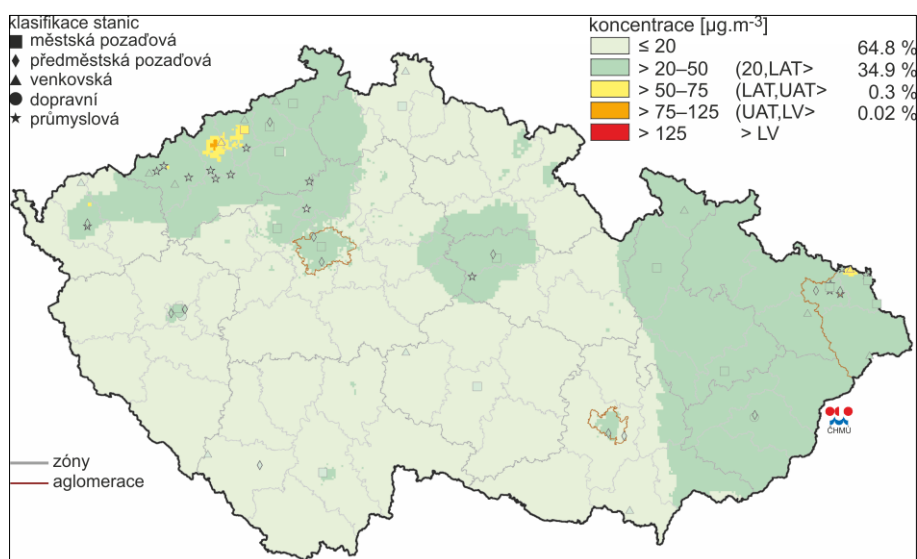 klasifikace stanic
městská pozaďová
předměstská pozaďová
venkovská
dopravní
průmyslová
koncentrace [µg.m-3]
≤ 20 64.8 %
> 20–50 (20,LAT> 34.9 %
> 50–75 (LAT,UAT> 0.3 %
> 75–125 (UAT,LV> 0.02 %
> 125 > LV
ČHMÚ
zóny
aglomerace